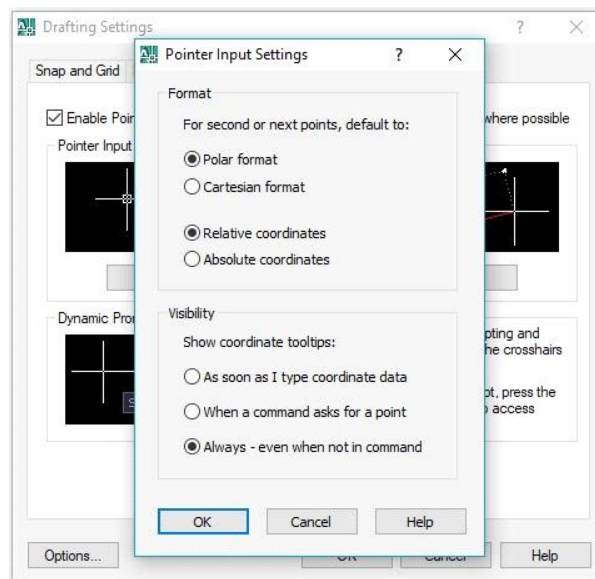 Drafting Settings
Pointer Input Settings
Snap and Grid
Format
For second or next points, default to:
Polar format
Cartesian format
Relative coordinates
Absolute coordinates
Enable
where possible
Pointer Input
Dynamic
Visibility
Show coordinate tooltips:
As soon as I type coordinate data
When a command asks for a point
Always - even when not in command
pting and
he crosshairs
press the
access
OK
Cancel
Help
Options...
OK
Cancel
Help